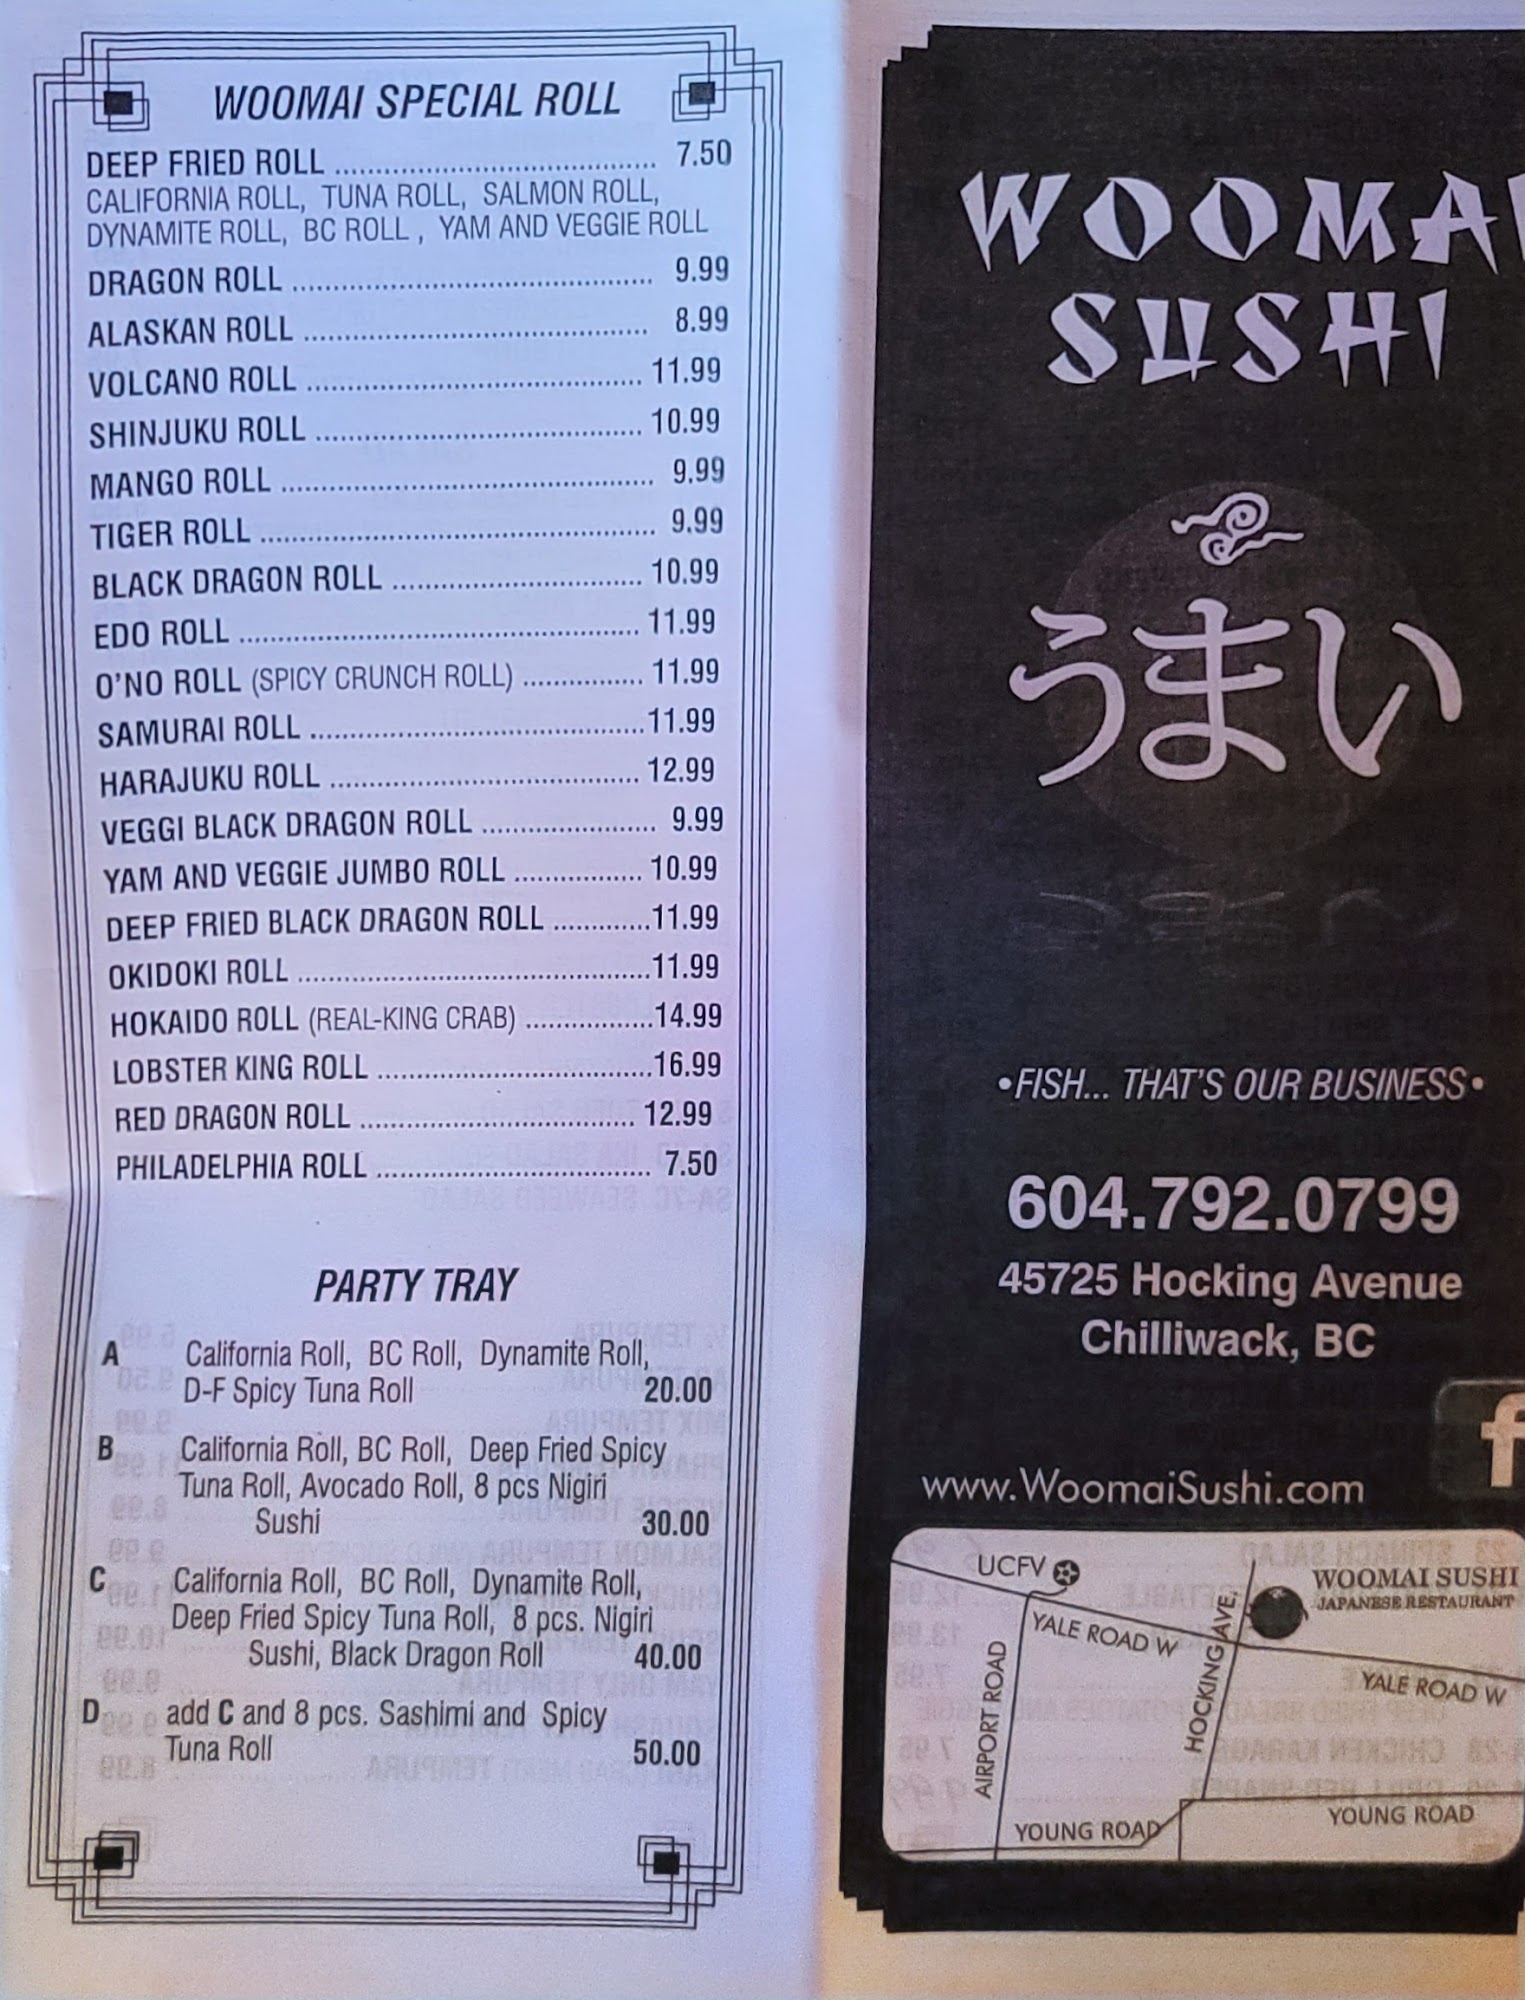 WOOMAI SPECIAL ROLL
DEEP FRIED ROLL ..................................... 7.50
CALIFORNIA ROLL, TUNA ROLL, SALMON ROLL,
DYNAMITE ROLL, BC ROLL , YAM AND VEGGIE ROLL
DRAGON ROLL ............................................. 9.99
ALASKAN ROLL .......................................... 8.99
VOLCANO ROLL ......................................... 11.99
SHINJUKU ROLL ....................................... 10.99
MANGO ROLL ............................................. 9.99
TIGER ROLL ................................................ 9.99
BLACK DRAGON ROLL .............................. 10.99
EDO ROLL ................................................. 11.99
O'NO ROLL (SPICY CRUNCH ROLL) ............... 11.99
SAMURAI ROLL .........................................11.99
HARAJUKU ROLL ...................................... 12.99
VEGGI BLACK DRAGON ROLL ...................... 9.99
YAM AND VEGGIE JUMBO ROLL ................ 10.99
DEEP FRIED BLACK DRAGON ROLL .............11.99
OKIDOKI ROLL ...........................................11.99
HOKAIDO ROLL (REAL-KING CRAB) .................14.99
LOBSTER KING ROLL ..................................16.99
RED DRAGON ROLL .................................. 12.99
PHILADELPHIA ROLL .................................. 7.50
PARTY TRAY
A California Roll, BC Roll, Dynamite Roll,
D-F Spicy Tuna Roll 20.00
B California Roll, BC Roll, Deep Fried Spicy
Tuna Roll, Avocado Roll, 8 pcs Nigiri
Sushi 30.00
C California Roll, BC Roll, Dynamite Roll,
Deep Fried Spicy Tuna Roll, 8 pcs. Nigiri
Sushi, Black Dragon Roll 40.00
D add C and 8 pcs. Sashimi and Spicy
Tuna Roll 50.00
WOOMAI
SUSHI
うまい
•FISH... THAT'S OUR BUSINESS•
604.792.0799
45725 Hocking Avenue
Chilliwack, BC
f
www.WoomaiSushi.com
UCFV
WOOMAI SUSHI
JAPANESE RESTAURANT
YALE ROAD W
HOCKING AVE.
YALE ROAD W
AIRPORT ROAD
YOUNG ROAD
YOUNG ROAD